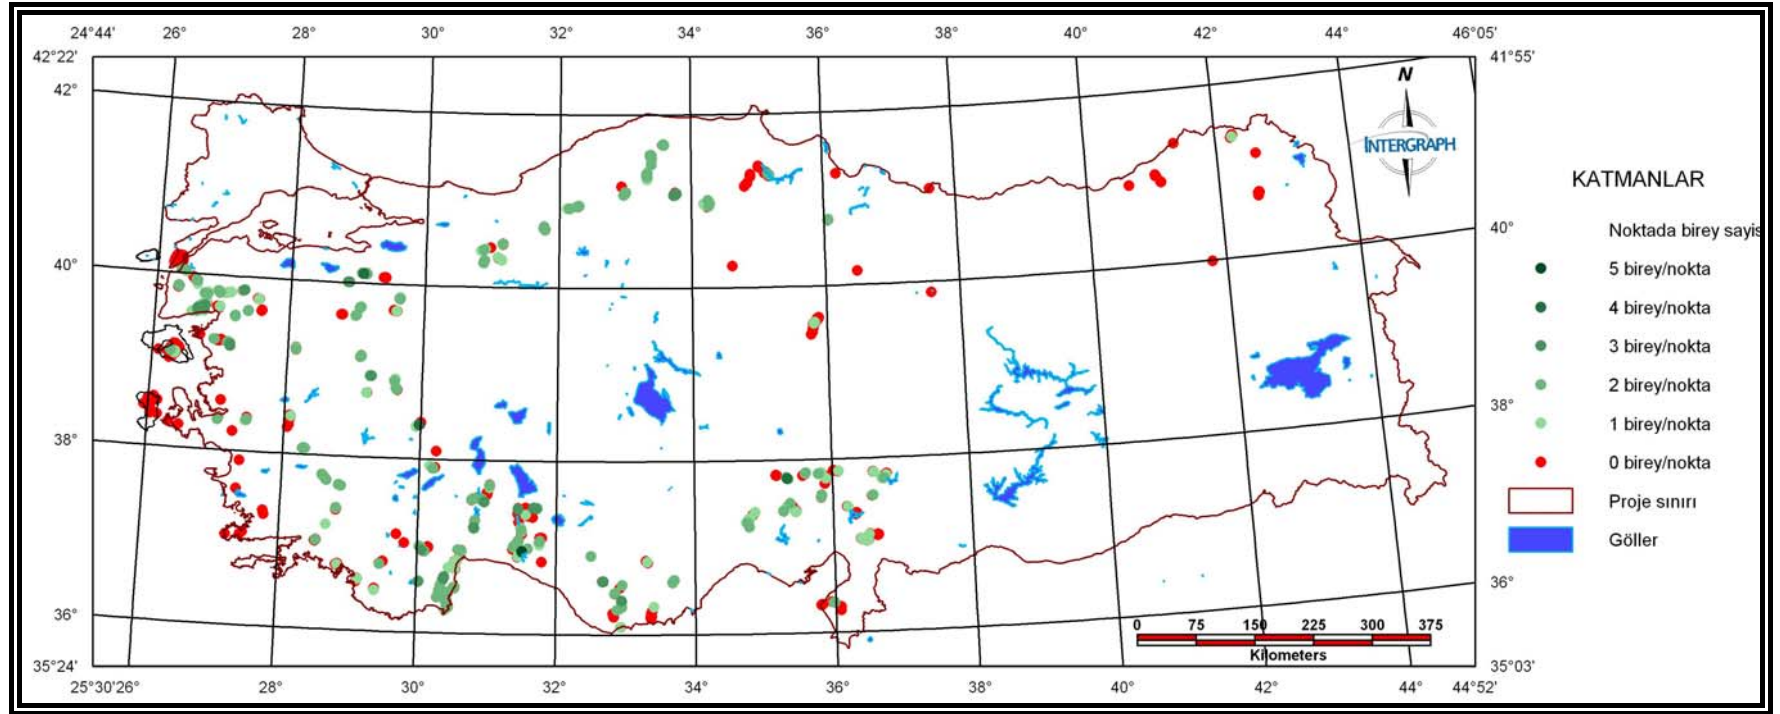 24°44' 26° 28° 30° 32° 34° 36° 38° 40° 42° 44° 46°05'
42°22' 41°55'
42°
N
INTERGRAPH
KATMANLAR
40° Noktada birey sayis
40°
5 birey/nokta
4 birey/nokta
3 birey/nokta
2 birey/nokta
38° 1 birey/nokta
38°
0 birey/nokta
Proje sınırı
Göller
36°
36°
0 75 150 225 300 375
Kilometers
35°24' 35°03'
25°30'26° 28° 30° 32° 34° 36° 38° 40° 42° 44° 44°52'